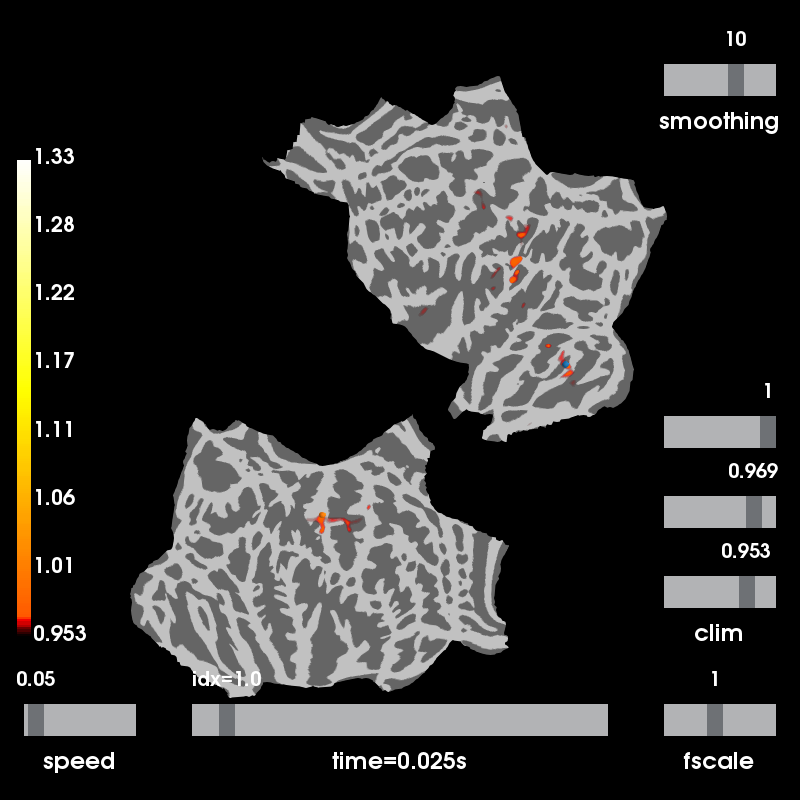 10
smoothing
1.33
1.28
1.22
1.17
1.11
1.06
1.01
0.953
1
0.969
0.953
clim
0.05
speed
idx=1.0
time=0.025s
1
fscale